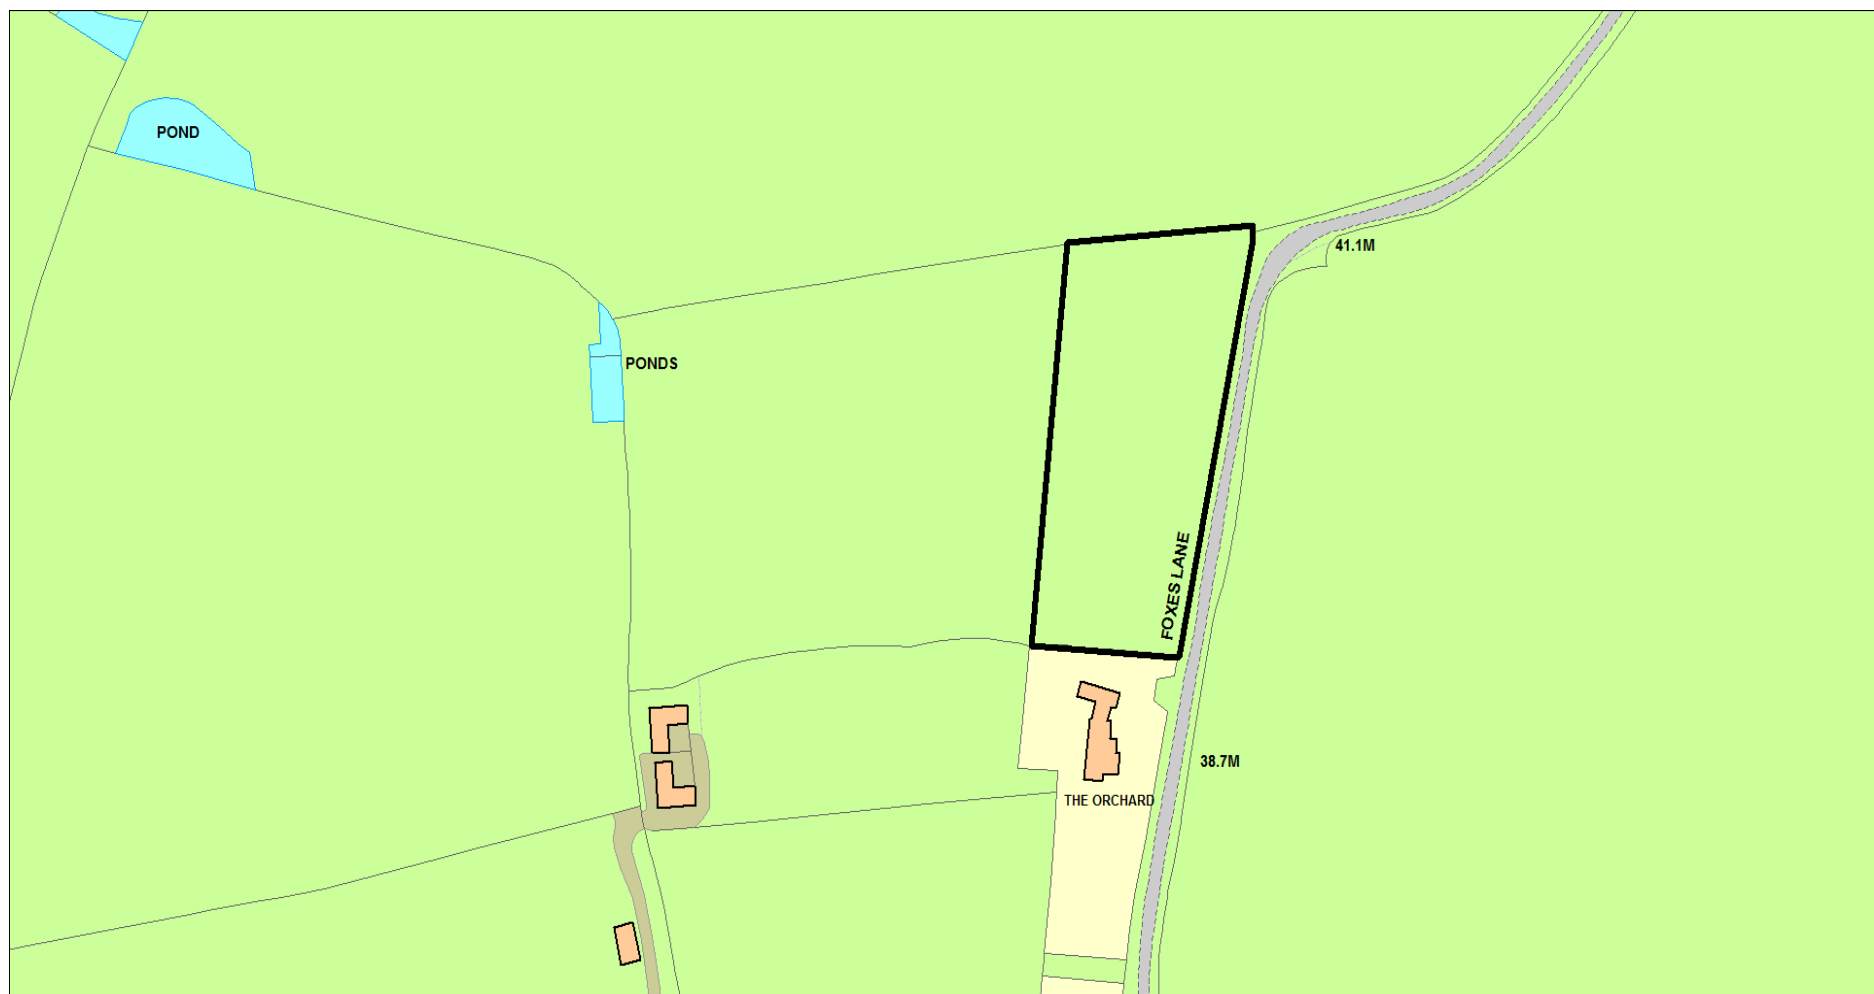 POND
41.1M
PONDS
FOXES LANE
38.7M
THE ORCHARD